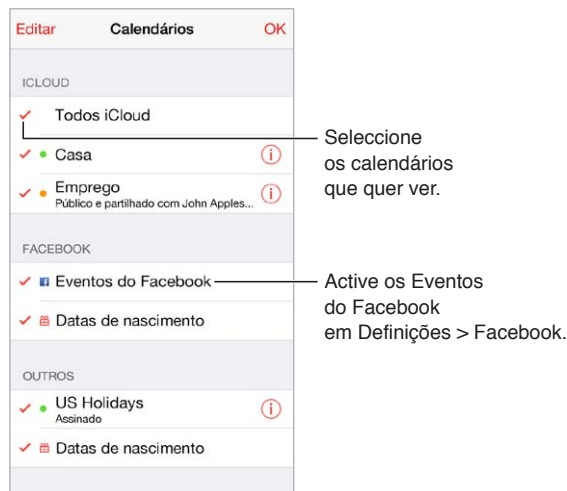 Editar Calendários OK
ICLOUD
Todos iCloud
Casa
Emprego
Público e partilhado com John Apples...
FACEBOOK
Eventos do Facebook
Datas de nascimento
OUTROS
US Holidays
Assinado
Datas de nascimento
Seleccione
os calendários
que quer ver.
Active os Eventos
do Facebook
em Definições > Facebook.